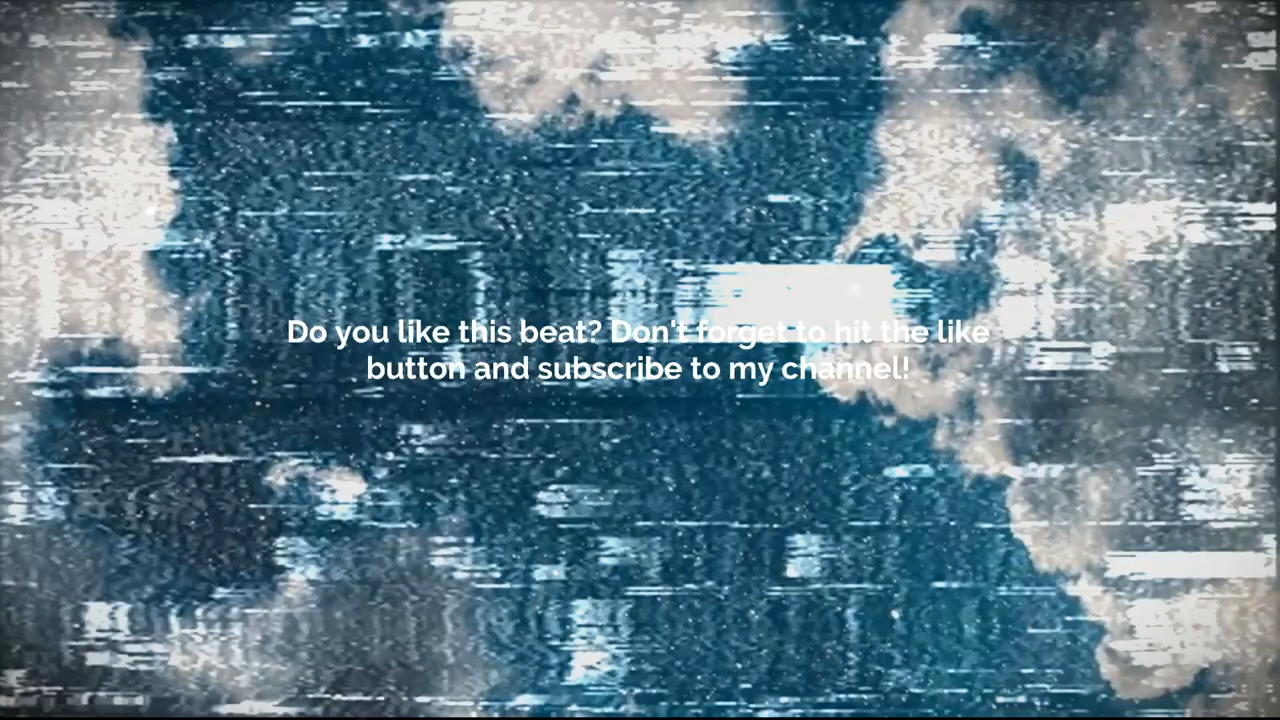 Do you like this beat? Don't forget to hit the like
button and subscribe to my channel!